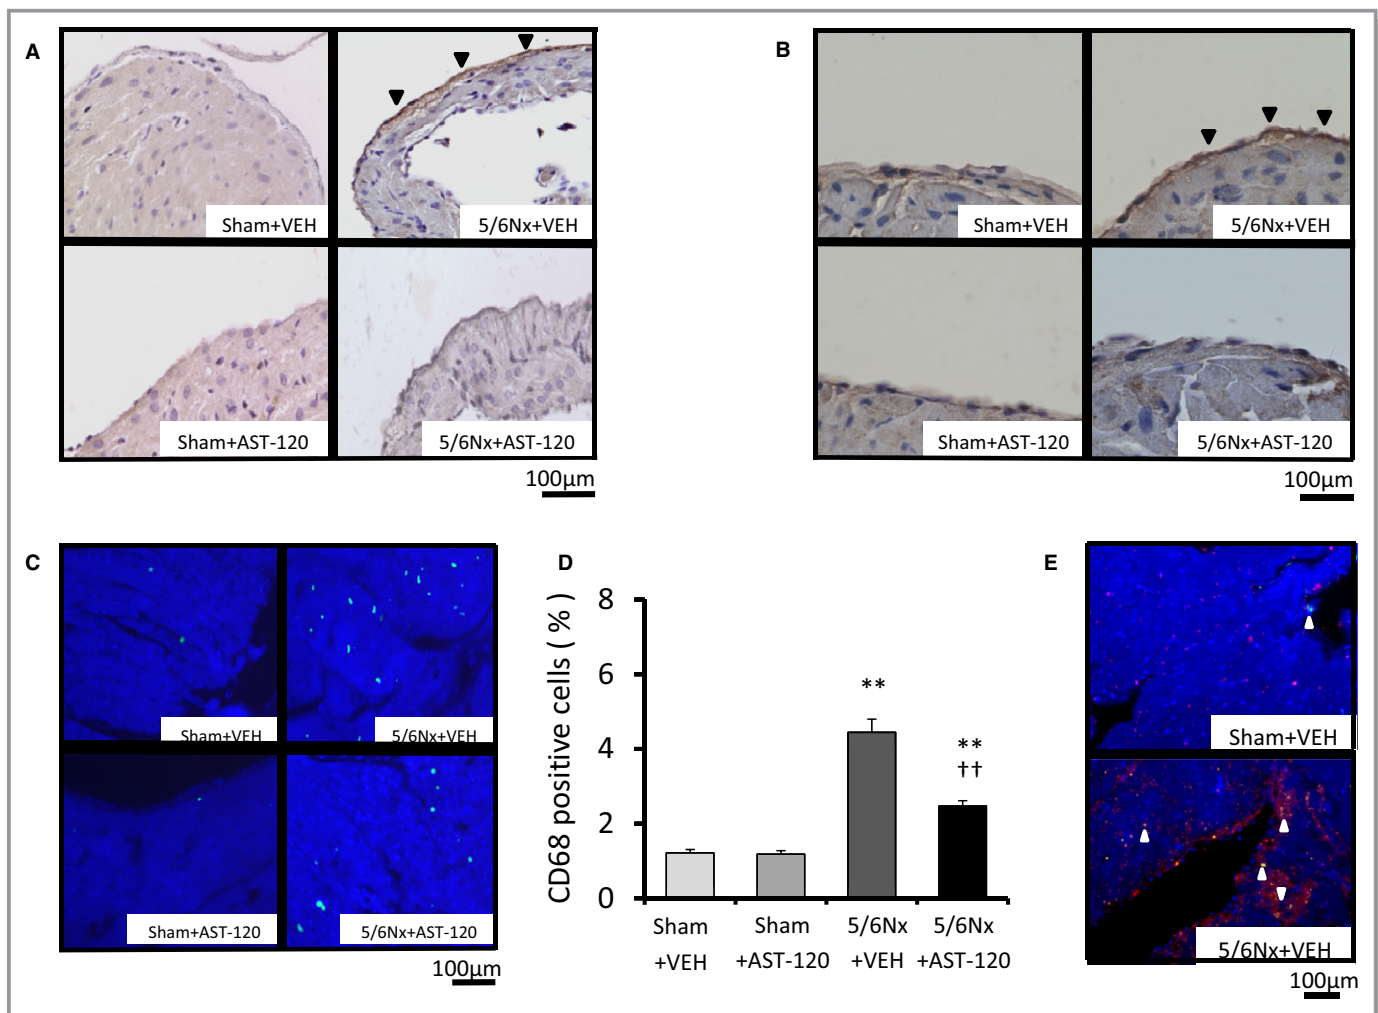 A
Sham+VEH
5/6Nx+VEH
Sham+AST-120
5/6Nx+AST-120
100µm
B
Sham+VEH
5/6Nx+VEH
Sham+AST-120
5/6Nx+AST-120
100µm
C
Sham+VEH
5/6Nx+VEH
Sham+AST-120
5/6Nx+AST-120
100µm
D
CD68 positive cells ( % )
8
6
4
2
0
**
**
††
Sham
+VEH
Sham
+AST-120
5/6Nx
+VEH
5/6Nx
+AST-120
E
Sham+VEH
5/6Nx+VEH
100µm